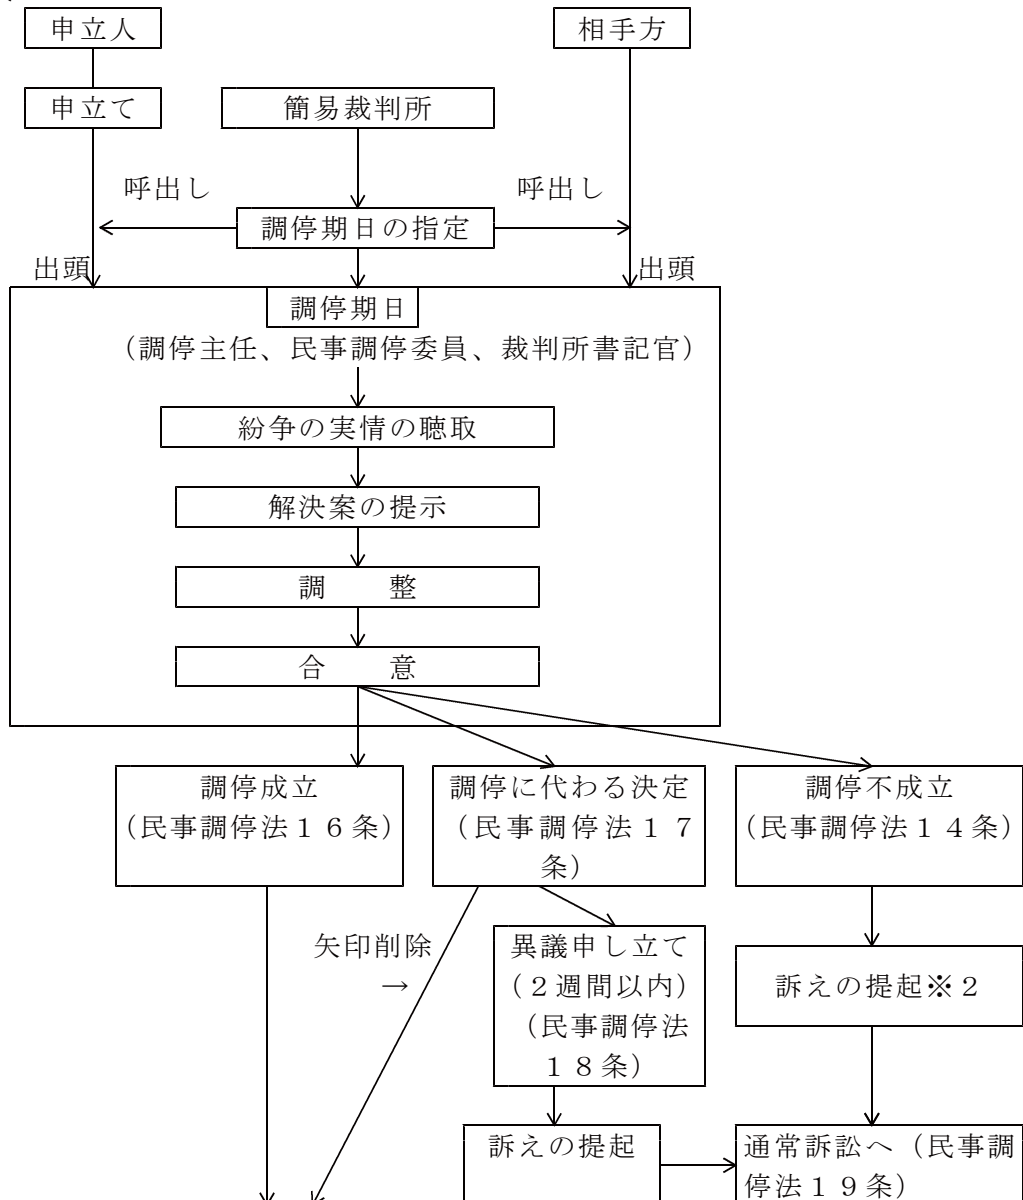 申立人
相手方
申立て
簡易裁判所
呼出し
呼出し
調停期日の指定
出頭
出頭
調停期日
（調停主任、民事調停委員、裁判所書記官）
紛争の実情の聴取
解決案の提示
調　　整
合　　意
調停成立
（民事調停法１６条）
調停に代わる決定
（民事調停法１７
条）
調停不成立
（民事調停法１４条）
矢印削除
→
異議申し立て
（２週間以内）
（民事調停法
１８条）
訴えの提起※２
訴えの提起
通常訴訟へ（民事調
停法１９条）